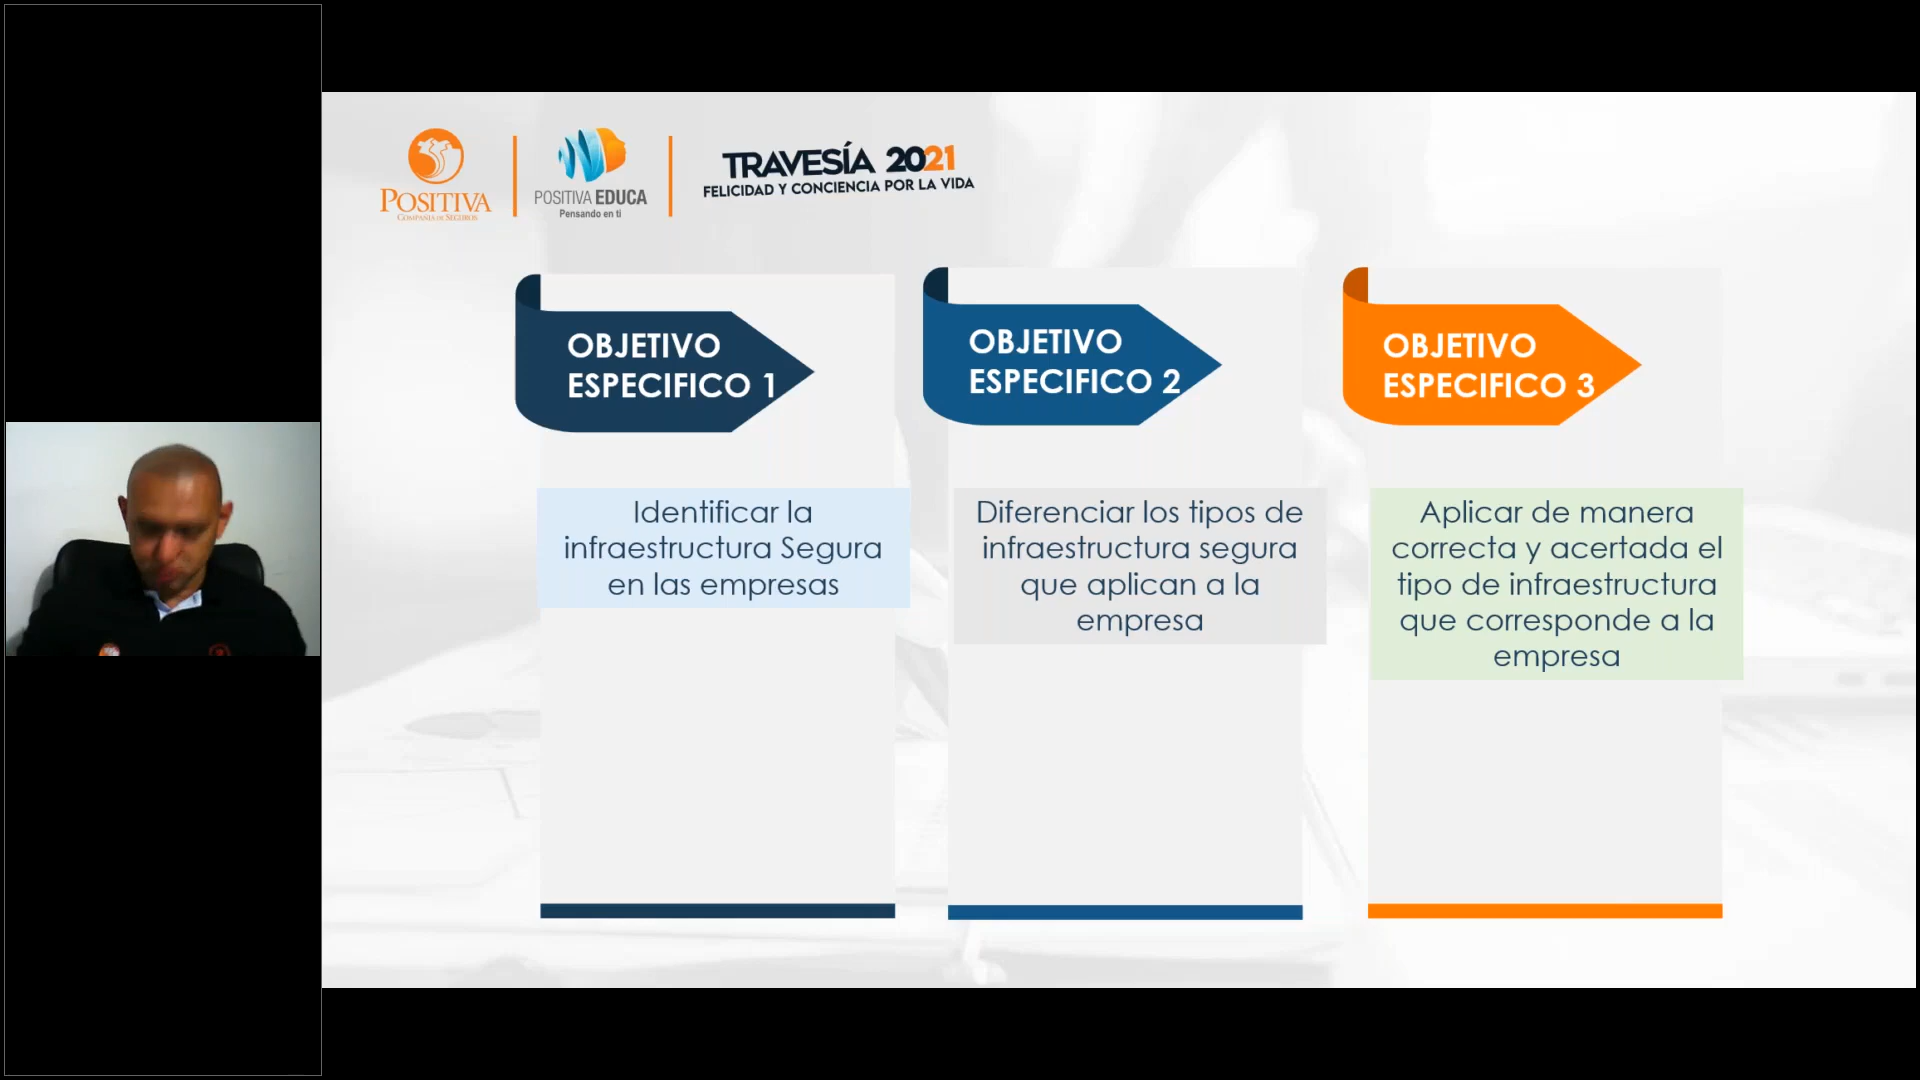 POSITIVA
COMPAÑIA DE SEGUROS
POSITIVA EDUCA
Pensando en ti
TRAVESÍA 2021
FELICIDAD Y CONCIENCIA POR LA VIDA
OBJETIVO
ESPECIFICO 1
Identificar la
infraestructura Segura
en las empresas
OBJETIVO
ESPECIFICO 2
Diferenciar los tipos de
infraestructura segura
que aplican a la
empresa
OBJETIVO
ESPECIFICO 3
Aplicar de manera
correcta y acertada el
tipo de infraestructura
que corresponde a la
empresa